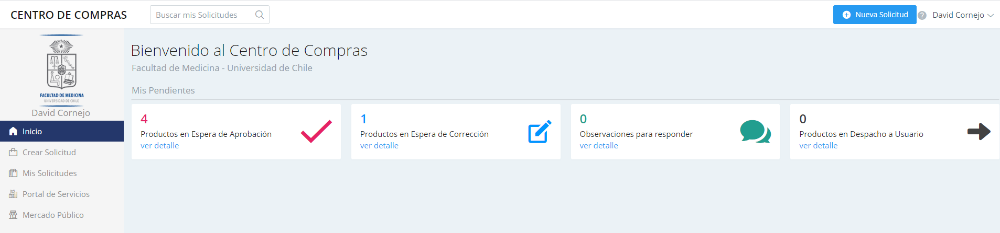 CENTRO DE COMPRAS
Buscar mis Solicitudes
Nueva Solicitud
David Cornejo
FACULTAD DE MEDICINA
UNIVERSIDAD DE CHILE
David Cornejo
Inicio
Crear Solicitud
Mis Solicitudes
Portal de Servicios
Mercado Público
Bienvenido al Centro de Compras
Facultad de Medicina - Universidad de Chile
Mis Pendientes
4
Productos en Espera de Aprobación
ver detalle
1
Productos en Espera de Corrección
ver detalle
0
Observaciones para responder
ver detalle
0
Productos en Despacho a Usuario
ver detalle